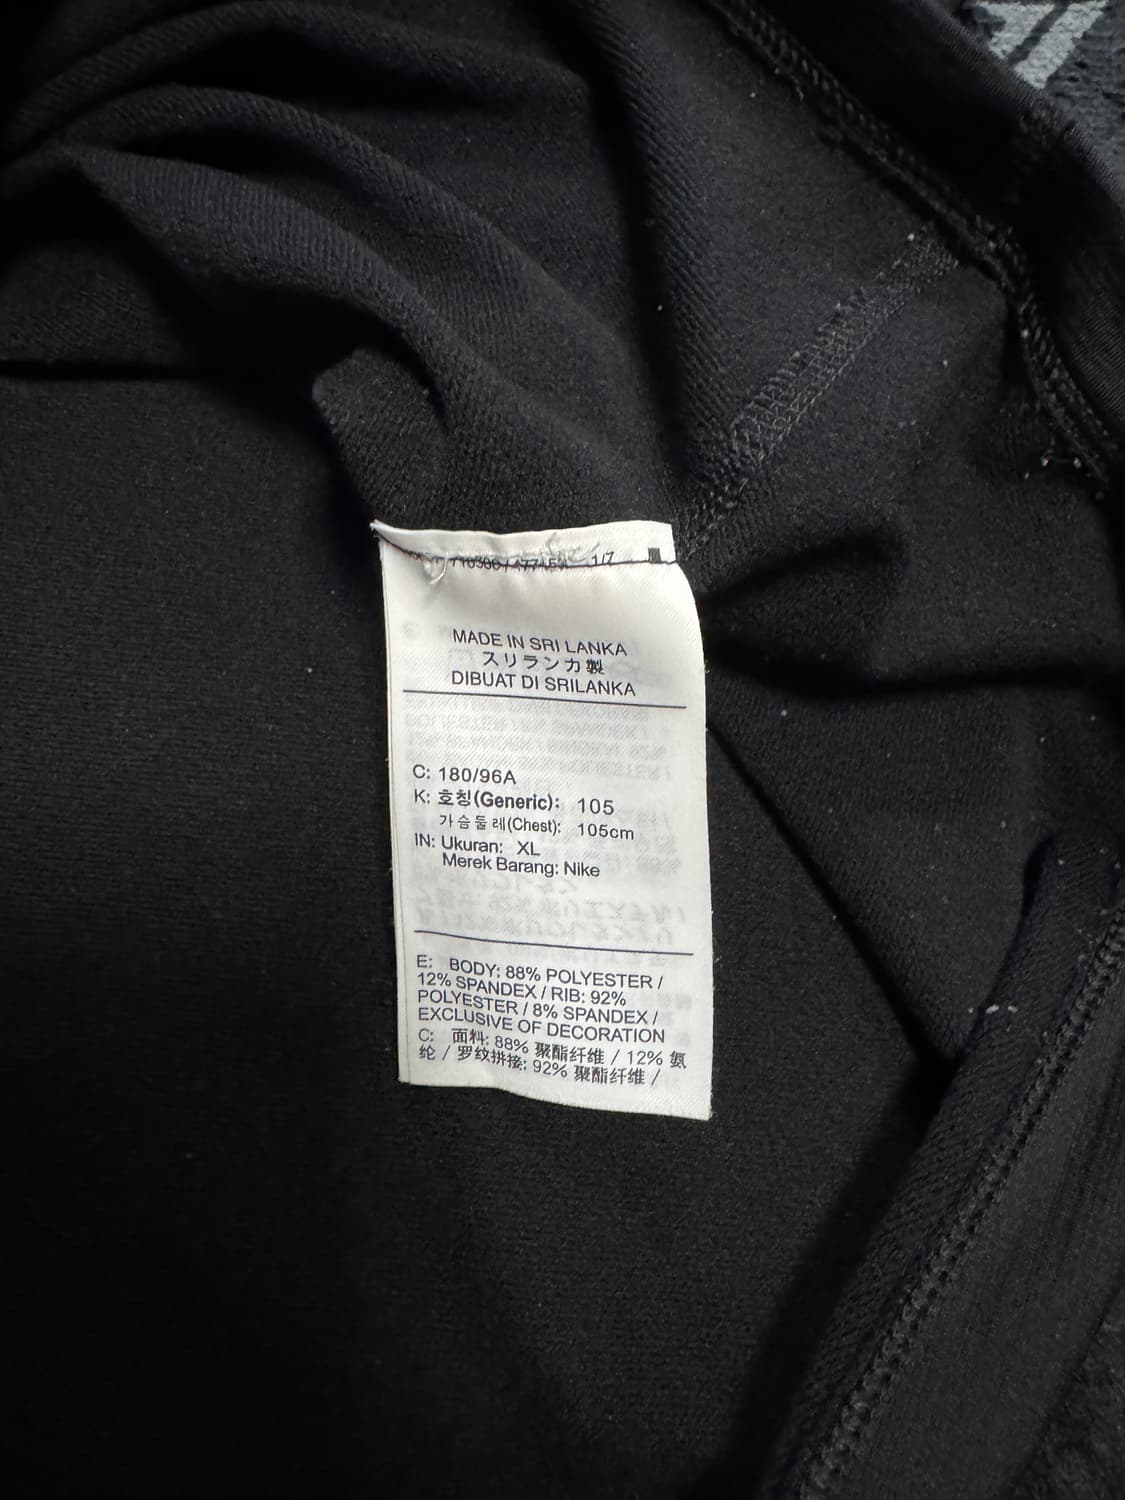 1/7
MADE IN SRI LANKA
スリランカ製
DIBUAT DI SRILANKA
C: 180/96A
K: 호칭(Generic): 105
가슴둘레(Chest): 105cm
IN: Ukuran: XL
Merek Barang: Nike
E: BODY: 88% POLYESTER /
12% SPANDEX / RIB: 92%
POLYESTER / 8% SPANDEX /
EXCLUSIVE OF DECORATION
C: 面料: 88% 聚酯纤维 / 12% 氨
纶 / 罗纹拼接: 92% 聚酯纤维 /